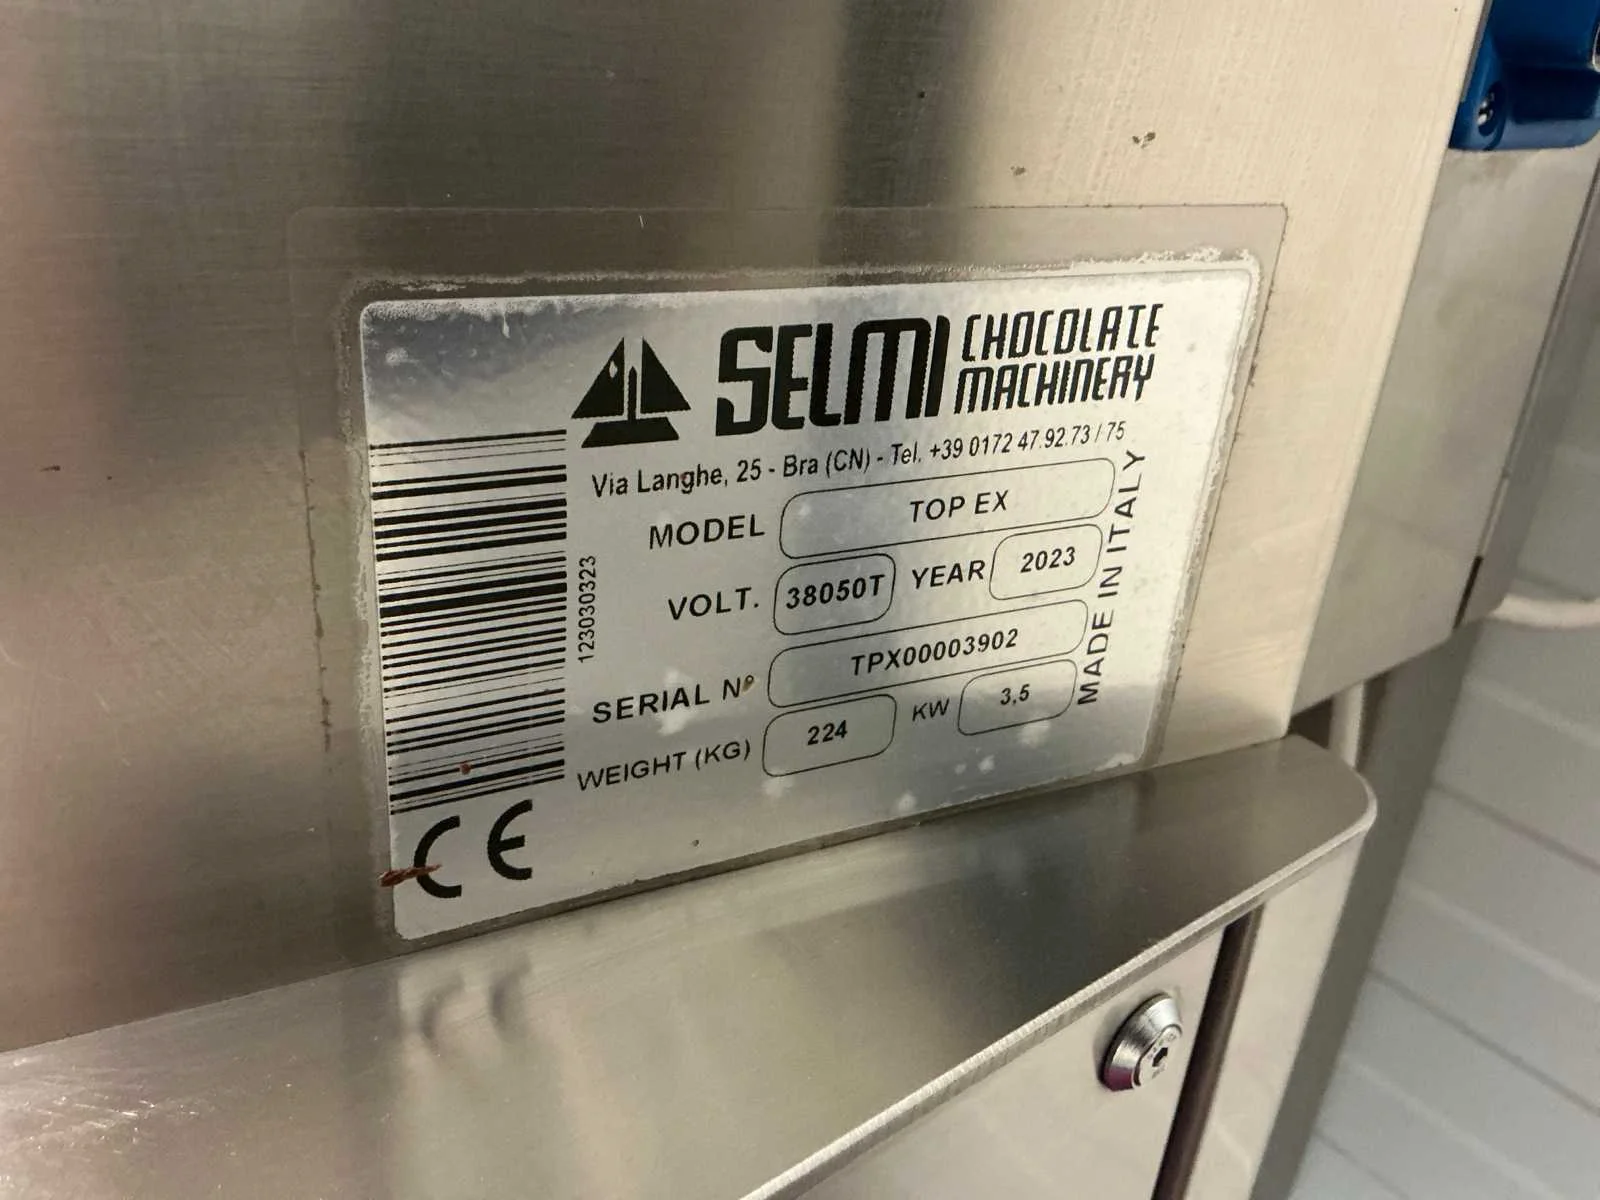 SELMI CHOCOLATE MACHINERY
Via Langhe, 25 - Bra (CN) - Tel. +39 0172 47.92.73 / 75
MODEL TOP EX
VOLT. 38050T YEAR 2023
SERIAL Nº TPX00003902
WEIGHT (KG) 224 KW 3,5
MADE IN ITALY
123030323
CE